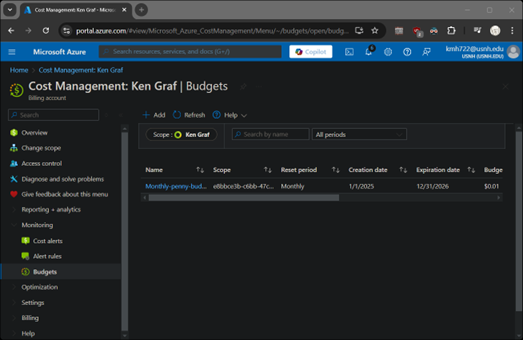 Cost Management: Ken Graf - Micros
portal.azure.com/#view/Microsoft_Azure_CostManagement/Menu/~/budgets/open/budg...
Microsoft Azure
Search resources, services, and docs (G+/)
Copilot
kmh722@usnh.edu
USNH (USNH.EDU)
Home > Cost Management: Ken Graf
Cost Management: Ken Graf | Budgets
Billing account
Search
Add
Refresh
Help
Scope : Ken Graf
Search by name
All periods
Overview
Change scope
Access control
Diagnose and solve problems
Give feedback about this menu
Reporting + analytics
Monitoring
Cost alerts
Alert rules
Budgets
Optimization
Settings
Billing
Help
Name Scope Reset period Creation date Expiration date Budge
Monthly-penny-bud... e8bbce3b-c6bb-47c... Monthly 1/1/2025 12/31/2026 $0.01